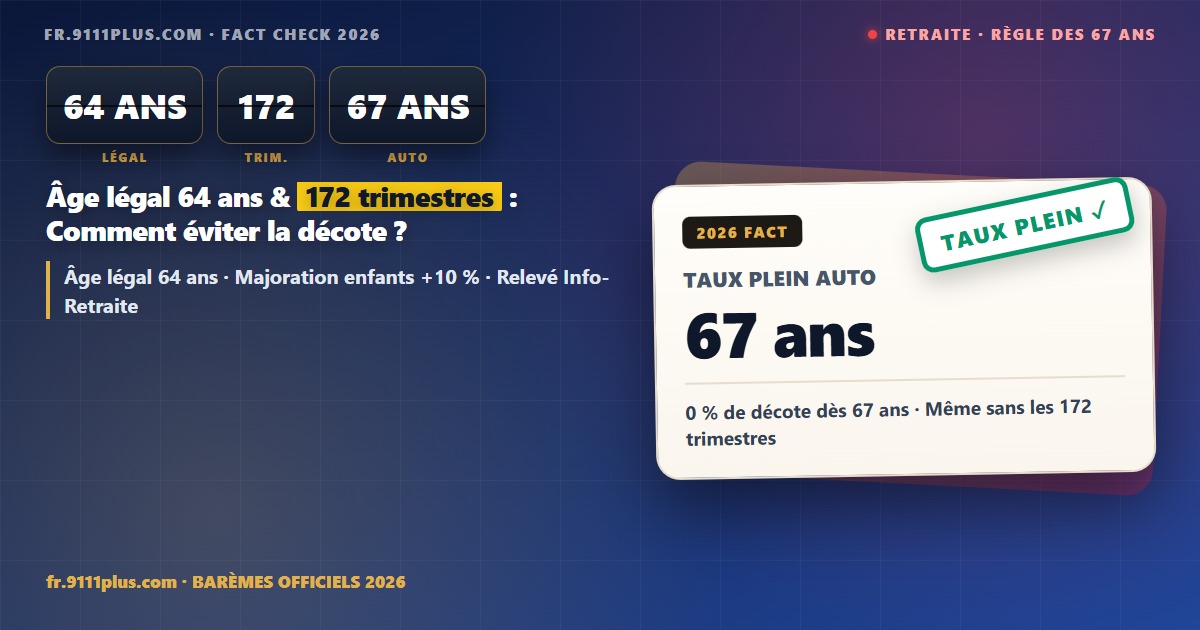 FR.9111PLUS.COM · FACT CHECK 2026
RETRAITE · RÈGLE DES 67 ANS
64 ANS
172
67 ANS
LÉGAL
TRIM.
AUTO
Âge légal 64 ans & 172 trimestres :
Comment éviter la décote ?
Âge légal 64 ans · Majoration enfants +10 % · Relevé Info-
Retraite
2026 FACT
TAUX PLEIN ✓
TAUX PLEIN AUTO
67 ans
0 % de décote dès 67 ans · Même sans les 172
trimestres
fr.9111plus.com · BARÈMES OFFICIELS 2026